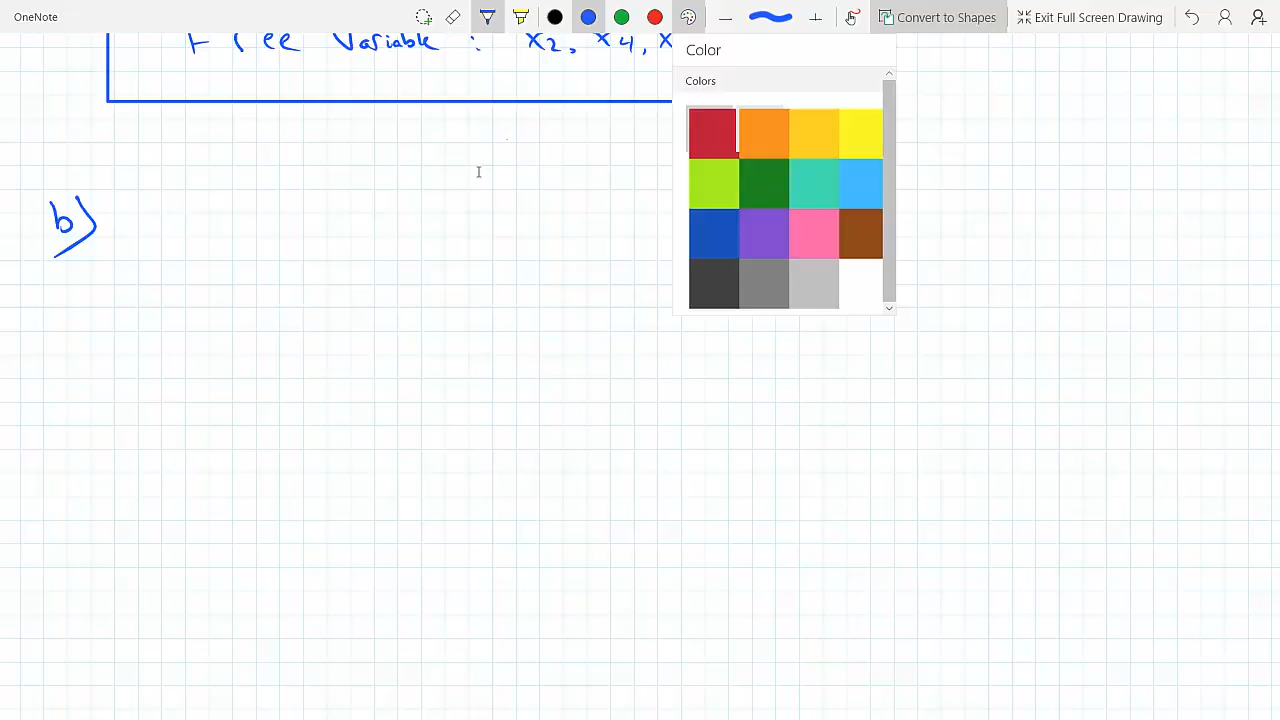 OneNote
Convert to Shapes
Exit Full Screen Drawing
Free Variable : x2, x4, x
Color
Colors
b)